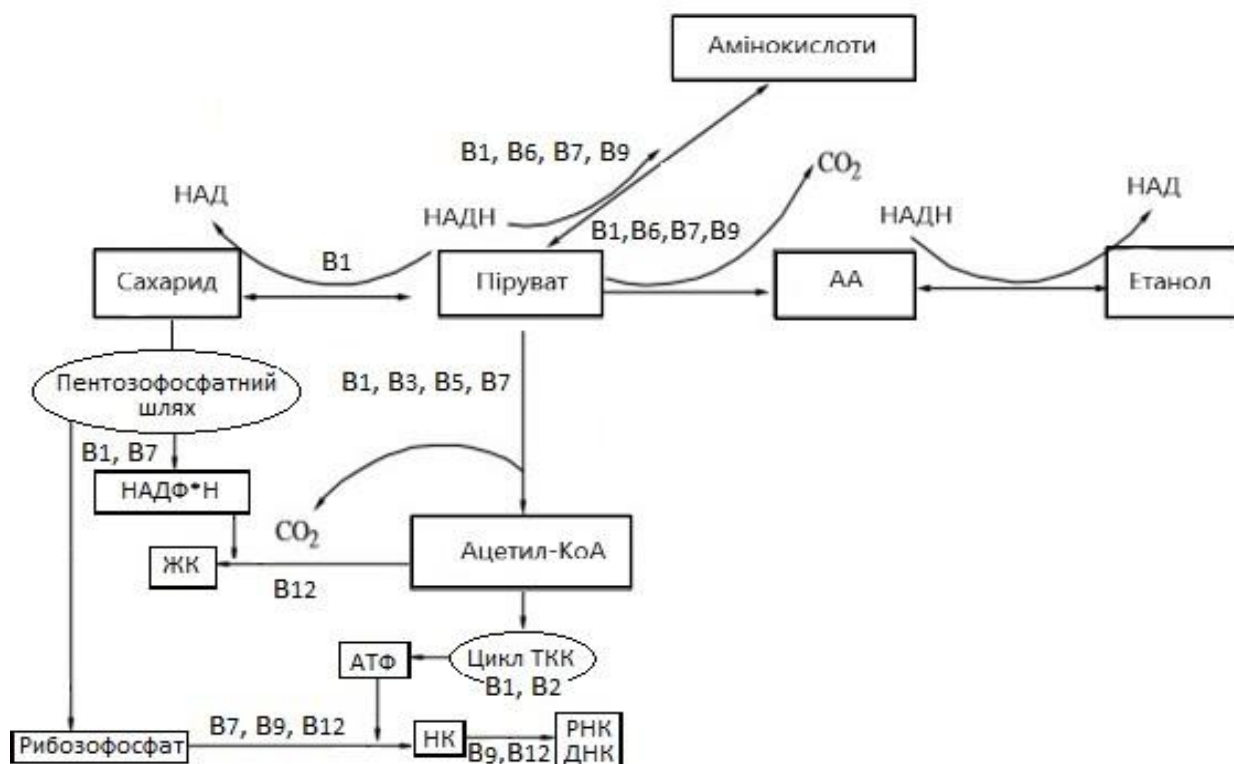 Амінокислоти
В1, В6, В7, В9
СО2
НАД
НАДН
В1,В6,В7,В9
НАДН
НАД
Сахарид
В1
Піруват
АА
Етанол
Пентозофосфатний
шлях
В1, В3, В5, В7
В1, В7
НАДФ*Н
СО2
Ацетил-КоА
ЖК
В12
АТФ
Цикл ТКК
В1, В2
Рибозофосфат
В7, В9, В12
НК
В9,В12
РНК
ДНК